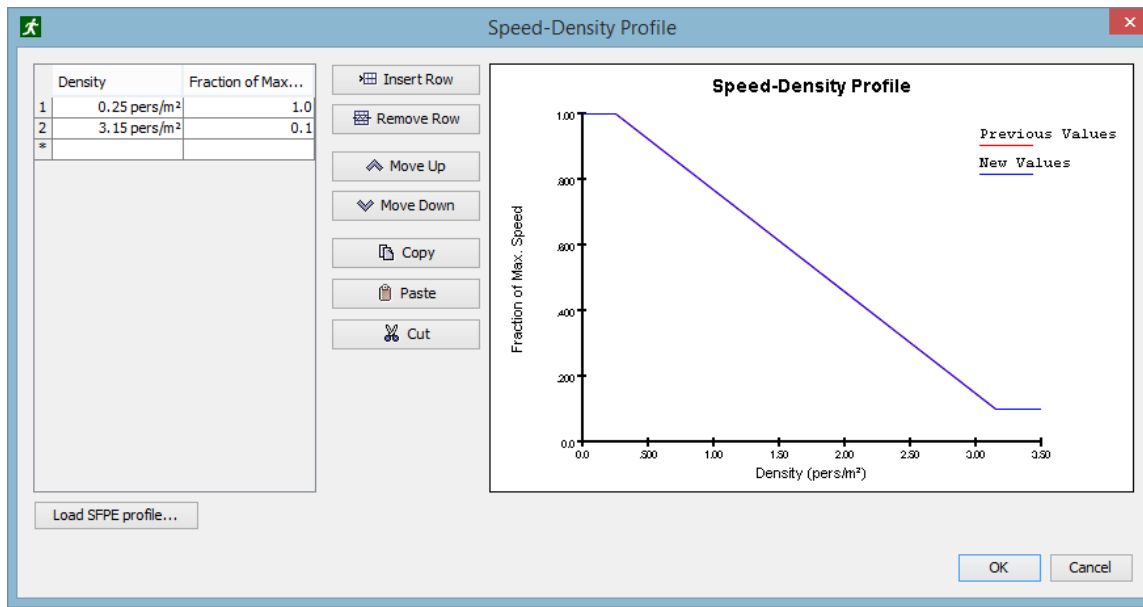 Speed-Density Profile
Density Fraction of Max...
1 0.25 pers/m² 1.0
2 3.15 pers/m² 0.1
*
Insert Row
Remove Row
Move Up
Move Down
Copy
Paste
Cut
Speed-Density Profile
Previous Values
New Values
Fraction of Max. Speed
1.00
.800
.600
.400
.200
0.0
0.0 .500 1.00 1.50 2.00 2.50 3.00 3.50
Density (pers/m²)
Load SFPE profile...
OK Cancel